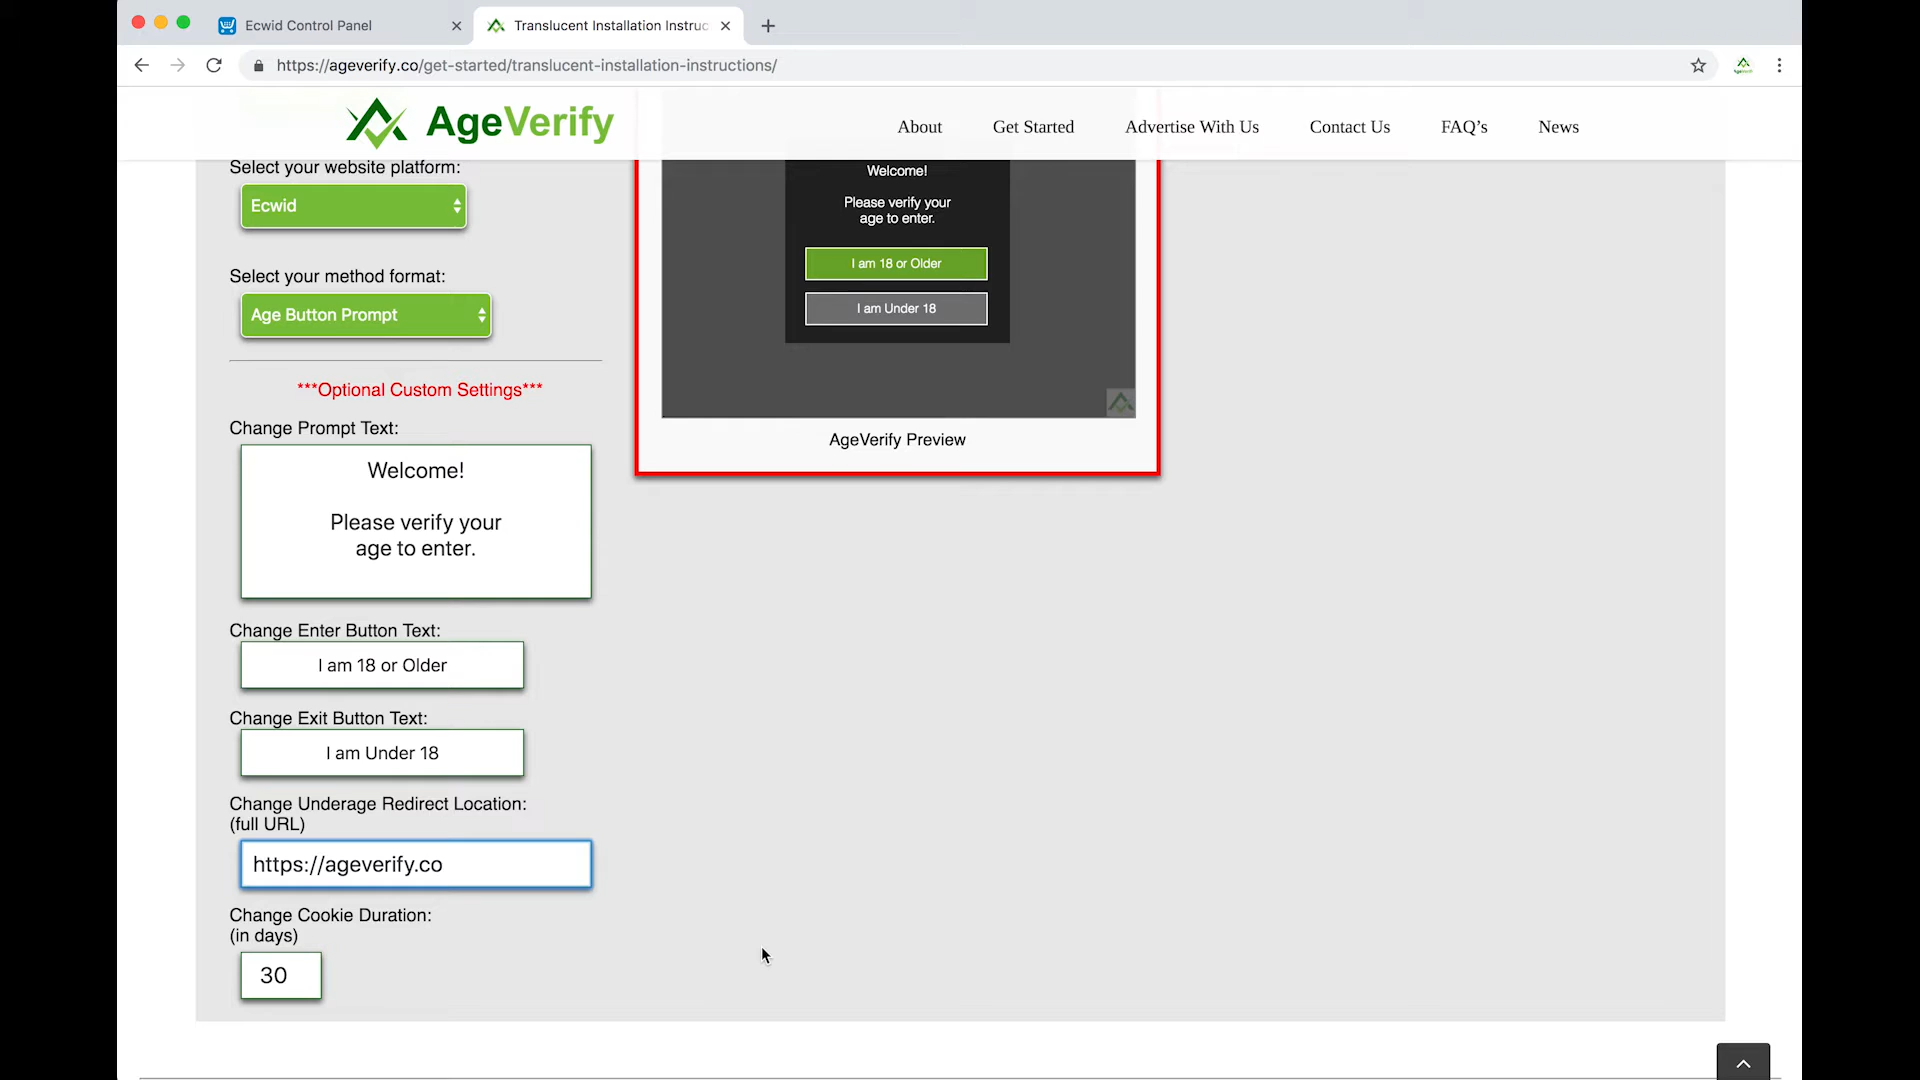 Ecwid Control Panel
Translucent Installation Instruc
https://ageverify.co/get-started/translucent-installation-instructions/
AgeVerify
About
Get Started
Advertise With Us
Contact Us
FAQ's
News
Select your website platform:
Ecwid
Select your method format:
Age Button Prompt
***Optional Custom Settings***
Change Prompt Text:
Welcome!
Please verify your
age to enter.
Change Enter Button Text:
I am 18 or Older
Change Exit Button Text:
I am Under 18
Change Underage Redirect Location:
(full URL)
https://ageverify.co
Change Cookie Duration:
(in days)
30
Welcome!
Please verify your
age to enter.
I am 18 or Older
I am Under 18
AgeVerify Preview